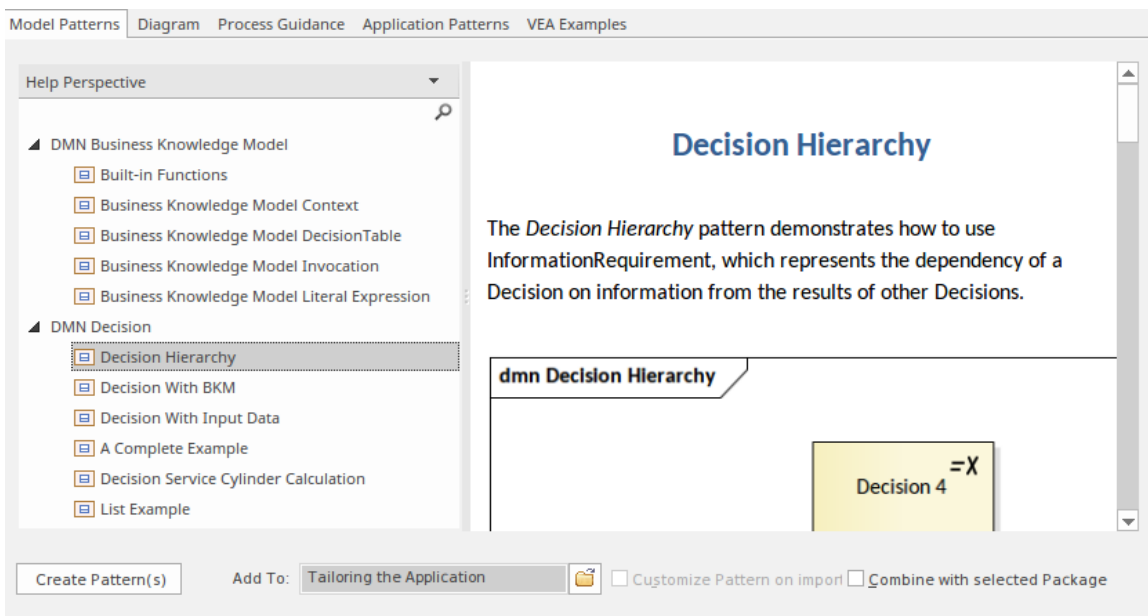 Model Patterns Diagram Process Guidance Application Patterns VEA Examples
Help Perspective
DMN Business Knowledge Model
Built-in Functions
Business Knowledge Model Context
Business Knowledge Model DecisionTable
Business Knowledge Model Invocation
Business Knowledge Model Literal Expression
DMN Decision
Decision Hierarchy
Decision With BKM
Decision With Input Data
A Complete Example
Decision Service Cylinder Calculation
List Example
Decision Hierarchy
The Decision Hierarchy pattern demonstrates how to use
InformationRequirement, which represents the dependency of a
Decision on information from the results of other Decisions.
dmn Decision Hierarchy
=X
Decision 4
Create Pattern(s) Add To: Tailoring the Application Customize Pattern on import Combine with selected Package